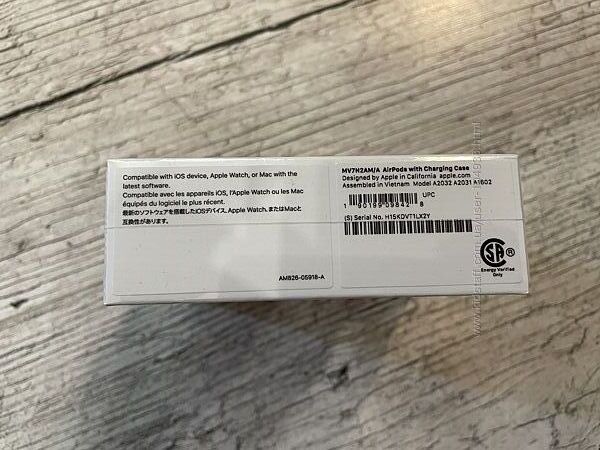 Compatible with iOS device, Apple Watch, or Mac with the
latest software.
Compatible avec les appareils iOS, l'Apple Watch ou les Mac
équipés du logiciel le plus récent.
最新のソフトウェアを搭載したiOSデバイス、Apple Watch、またはMacと
互換性があります。
AM826-05918-A
MV7H2AM/A AirPods with Charging Case
Designed by Apple in California apple.com
Assembled in Vietnam Model A2032 A2031 A1602
UPC
1 90199 09842 8
(S) Serial No. H15KDVT1LX2Y
SA ®
Energy Verified
Only